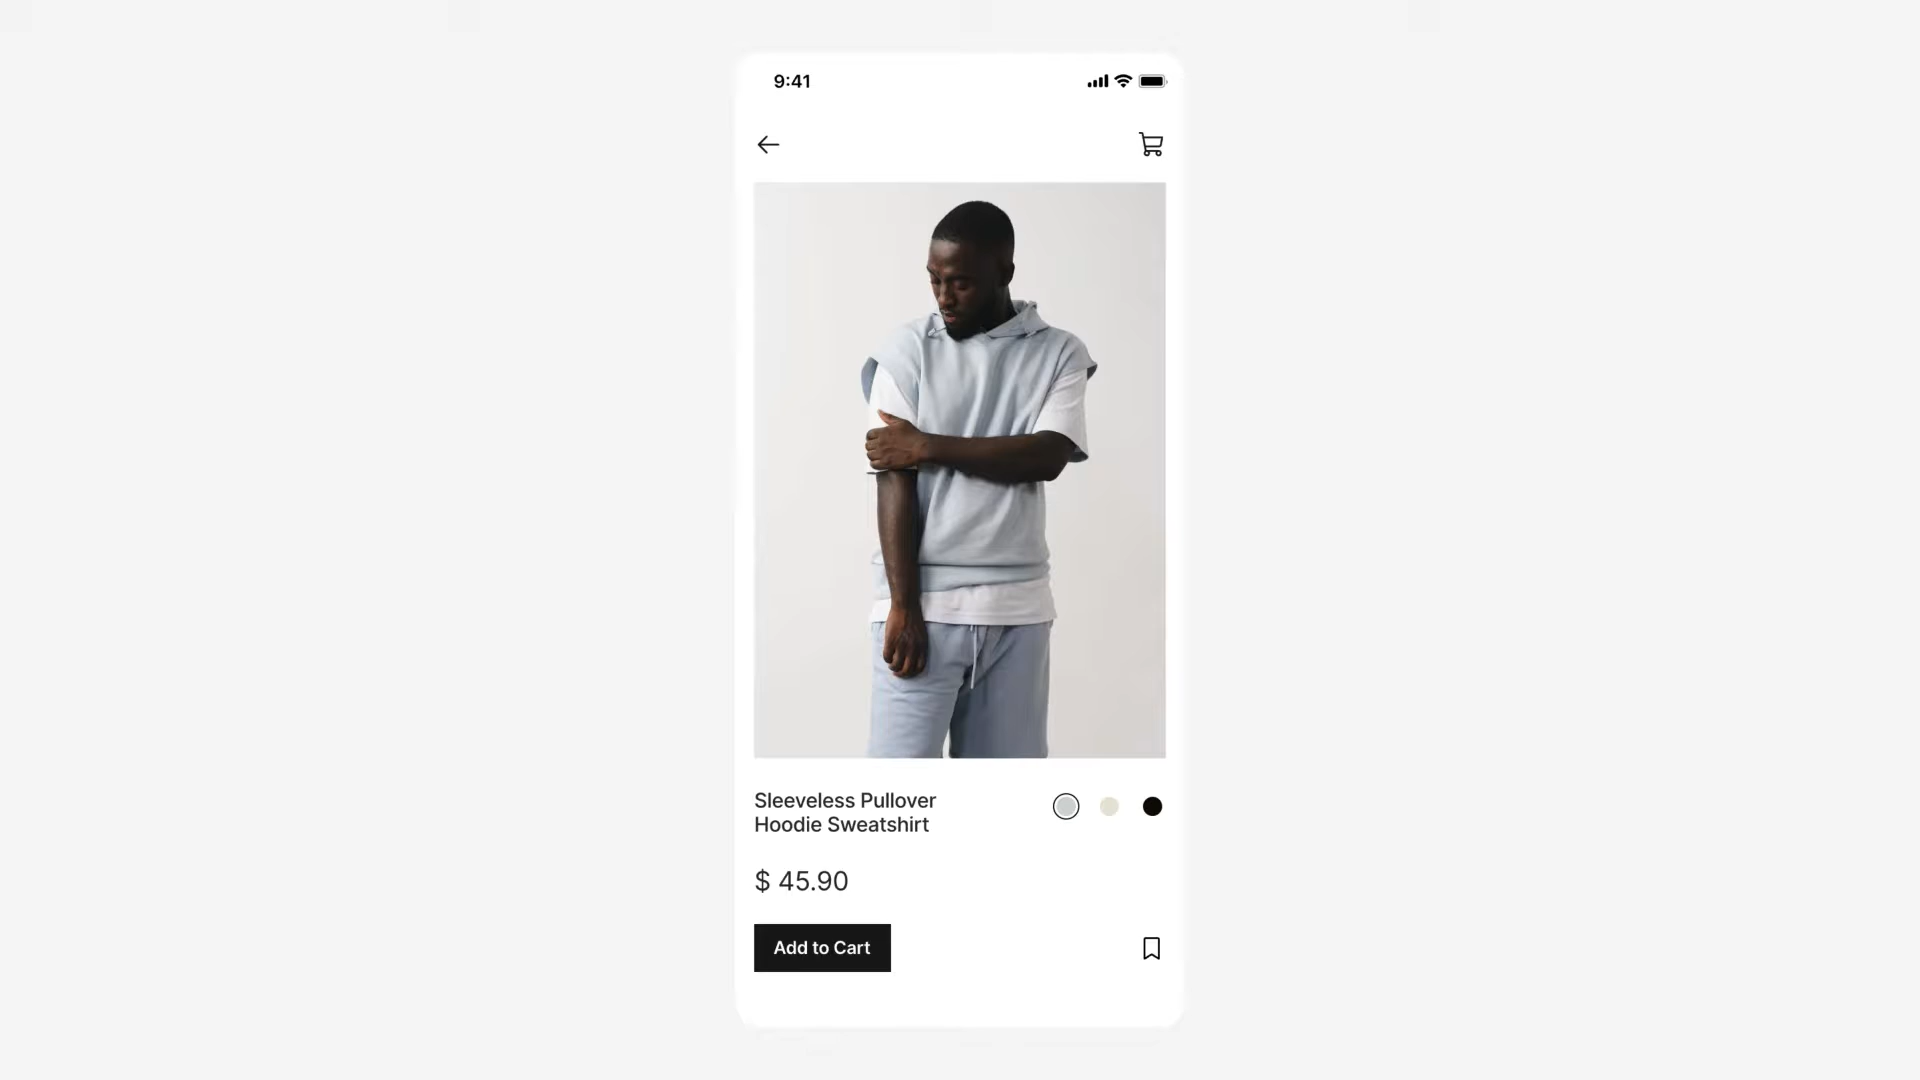 9:41
Sleeveless Pullover
Hoodie Sweatshirt
$ 45.90
Add to Cart